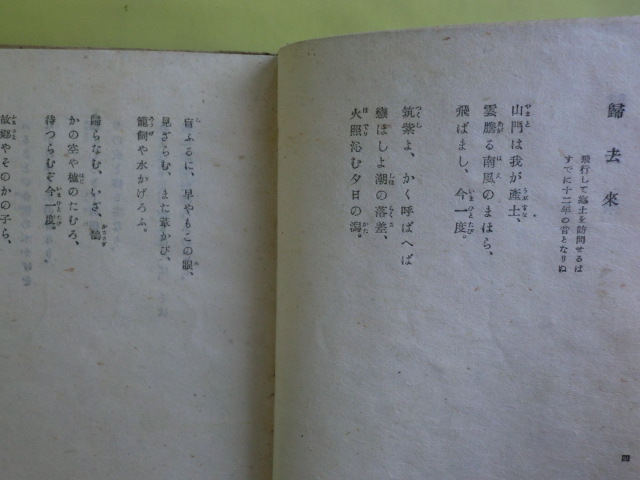 歸去來
飛行して郷土を訪問せるは
すでに十二年の昔となりぬ
山門は我が產土、
雲騰る南風のまほら、
飛ばまし、今一度。
筑紫よ、かく呼ばへば
戀ほしよ潮の落差、
火照沁む夕日の潟。
盲ふるに、早やもこの眼、
見ざらむ、また葦かび、
籠飼や水かげろふ。
歸らなむ、いざ、鵲
かの空や櫨のたむろ、
待つらむぞ今一度。
故郷やそのかの子ら、
四